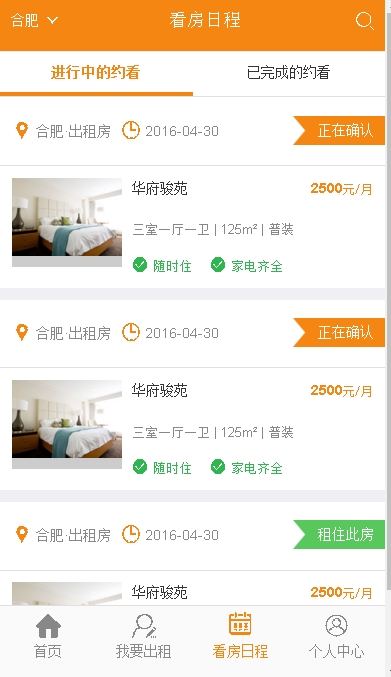 合肥 看房日程
进行中的约看 已完成的约看
合肥·出租房 2016-04-30 正在确认
华府骏苑 2500元/月
三室一厅一卫 | 125m² | 普装
随时住 家电齐全
合肥·出租房 2016-04-30 正在确认
华府骏苑 2500元/月
三室一厅一卫 | 125m² | 普装
随时住 家电齐全
合肥·出租房 2016-04-30 租住此房
华府骏苑 2500元/月
首页 我要出租 看房日程 个人中心